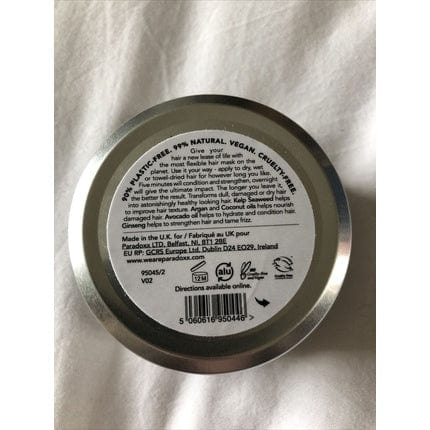 90% PLASTIC-FREE. 99% NATURAL. VEGAN. CRUELTY-FREE.
Give your
hair a new lease of life with
the most flexible hair mask on the
planet. Use it your way - apply to dry, wet
or towel-dried hair for however long you like.
Five minutes will condition and strengthen, overnight
will give the ultimate impact. The longer you leave it,
the better the result. Transforms dull, damaged or dry hair
into astonishingly healthy looking hair. Kelp Seaweed helps
to improve hair texture. Argan and Coconut oils helps nourish
damaged hair. Avocado oil helps to hydrate and condition hair.
Ginseng helps to strengthen hair and tame frizz.
Made in the U.K. for / Fabriqué au UK pour
Paradoxx LTD, Belfast, NI, BT1 2BE
EU RP: GCRS Europe Ltd. Dublin D24 EO29, Ireland
www.weareparadoxx.com
95045/2
V02
12M
alu
Directions available online.
5 060616 950446 >